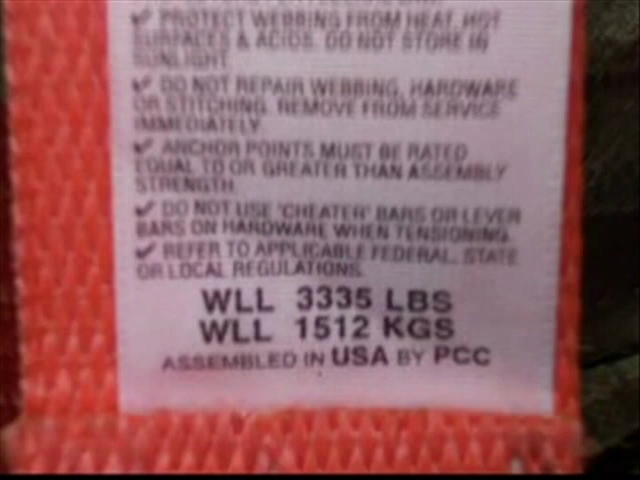 ✔ PROTECT WEBBING FROM HEAT, HOT
SURFACES & ACIDS. DO NOT STORE IN
SUNLIGHT
✔ DO NOT REPAIR WEBBING, HARDWARE
OR STITCHING. REMOVE FROM SERVICE
IMMEDIATELY.
✔ ANCHOR POINTS MUST BE RATED
EQUAL TO OR GREATER THAN ASSEMBLY
STRENGTH.
✔ DO NOT USE 'CHEATER' BARS OR LEVER
BARS ON HARDWARE WHEN TENSIONING.
✔ REFER TO APPLICABLE FEDERAL, STATE
OR LOCAL REGULATIONS.
WLL 3335 LBS
WLL 1512 KGS
ASSEMBLED IN USA BY PCC